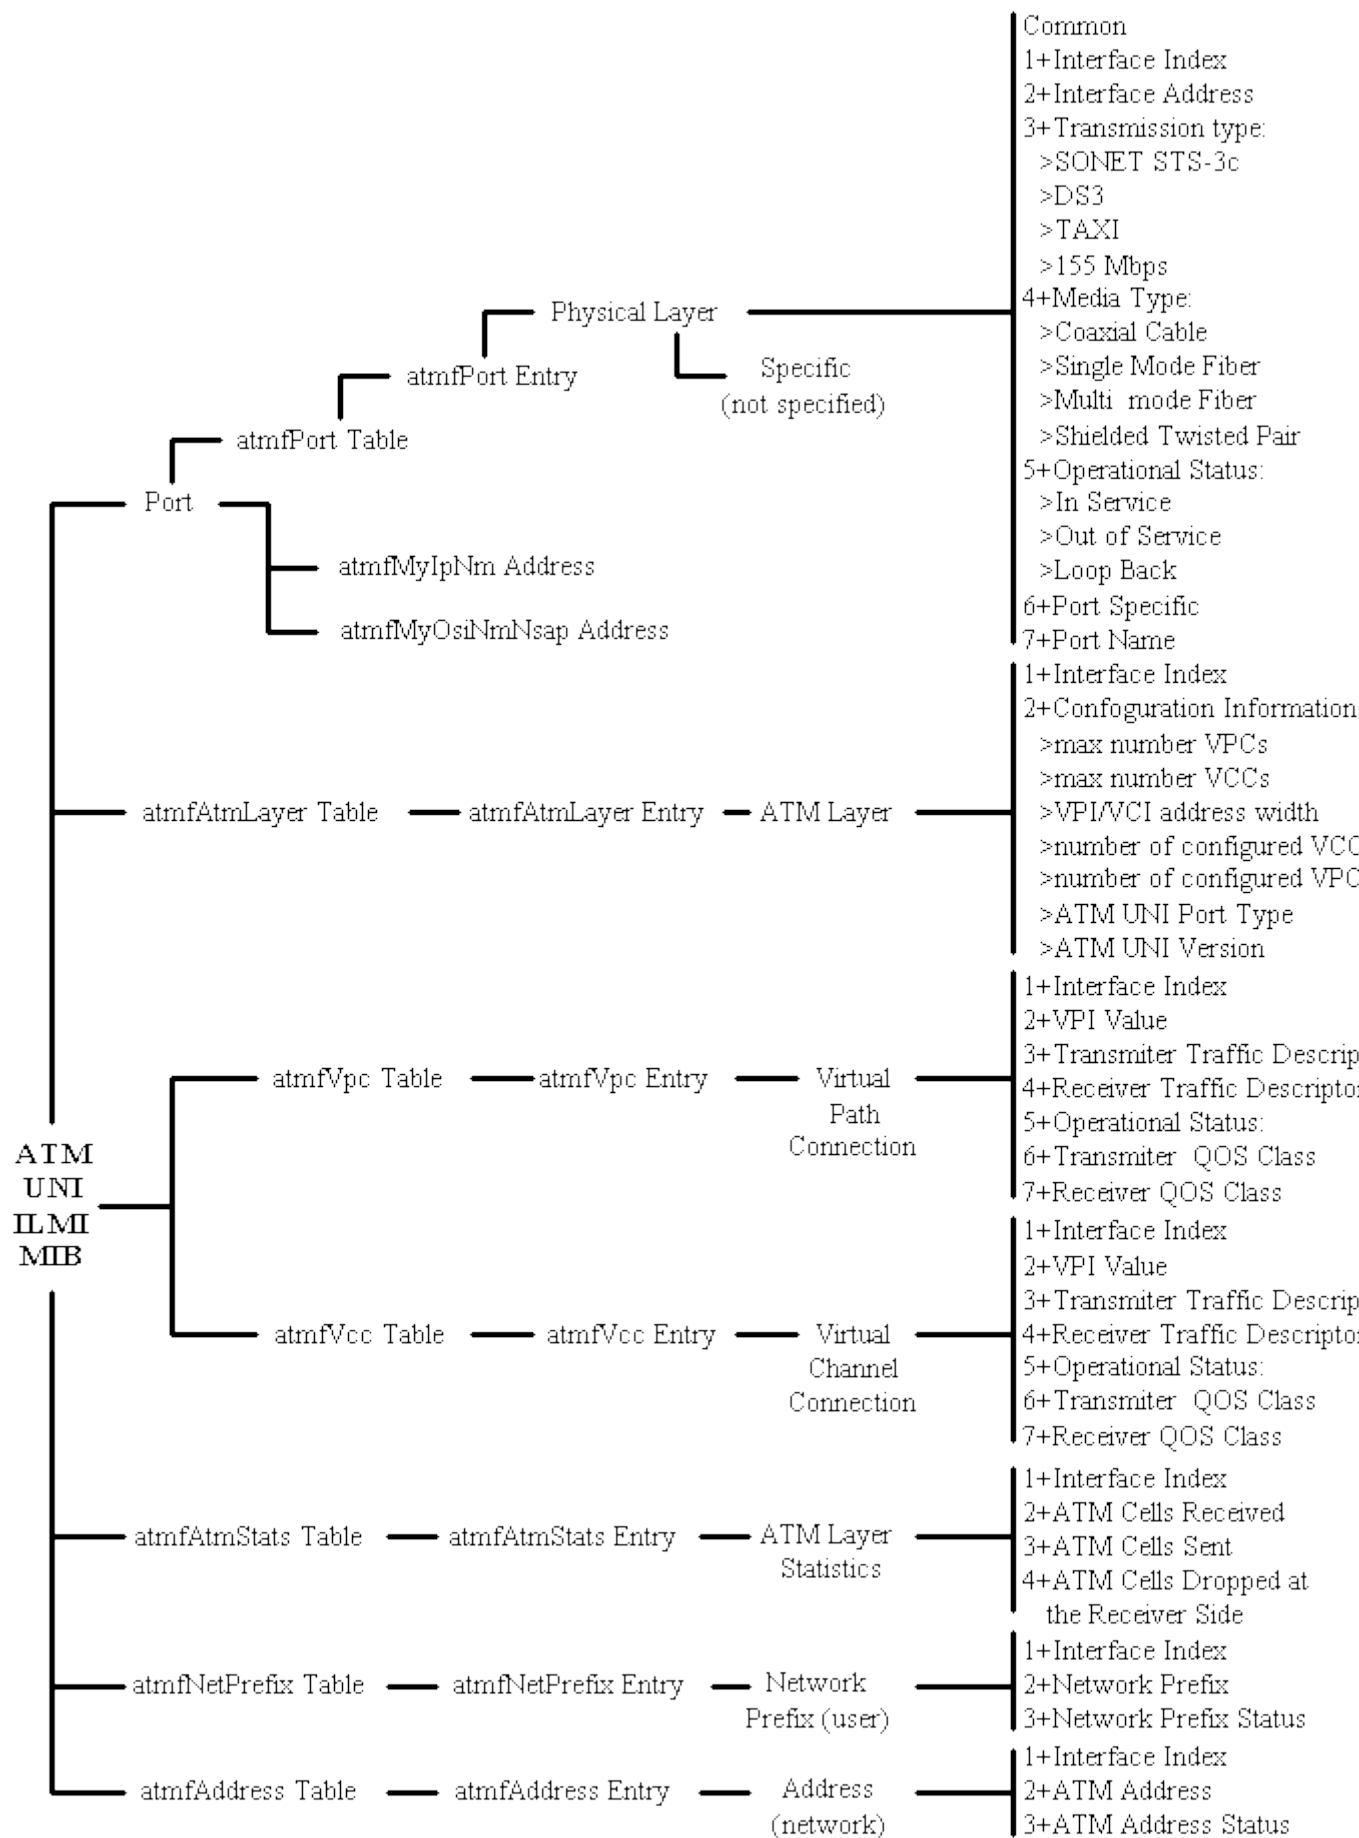 Common
1+Interface Index
2+Interface Address
3+Transmission type:
>SONET STS-3c
>DS3
>TAXI
>155 Mbps
4+Media Type:
>Coaxial Cable
>Single Mode Fiber
>Multi mode Fiber
>Shielded Twisted Pair
5+Operational Status:
>In Service
>Out of Service
>Loop Back
6+Port Specific
7+Port Name
Physical Layer
Specific
(not specified)
atmfPort Entry
atmfPort Table
Port
atmfMyIpNm Address
atmfMyOsiNmNsap Address
1+Interface Index
2+Confoguration Information
>max number VPCs
>max number VCCs
>VPI/VCI address width
>number of configured VCC
>number of configured VPC
>ATM UNI Port Type
>ATM UNI Version
atmfAtmLayer Table
atmfAtmLayer Entry
ATM Layer
1+Interface Index
2+VPI Value
3+Transmiter Traffic Descrip
4+Receiver Traffic Descriptor
5+Operational Status:
6+Transmiter QOS Class
7+Receiver QOS Class
atmfVpc Table
atmfVpc Entry
Virtual
Path
Connection
ATM
UNI
ILMI
MIB
1+Interface Index
2+VPI Value
3+Transmiter Traffic Descrip
4+Receiver Traffic Descriptor
5+Operational Status:
6+Transmiter QOS Class
7+Receiver QOS Class
atmfVcc Table
atmfVcc Entry
Virtual
Channel
Connection
1+Interface Index
2+ATM Cells Received
3+ATM Cells Sent
4+ATM Cells Dropped at
the Receiver Side
atmfAtmStats Table
atmfAtmStats Entry
ATM Layer
Statistics
1+Interface Index
2+Network Prefix
3+Network Prefix Status
atmfNetPrefix Table
atmfNetPrefix Entry
Network
Prefix (user)
1+Interface Index
2+ATM Address
3+ATM Address Status
atmfAddress Table
atmfAddress Entry
Address
(network)